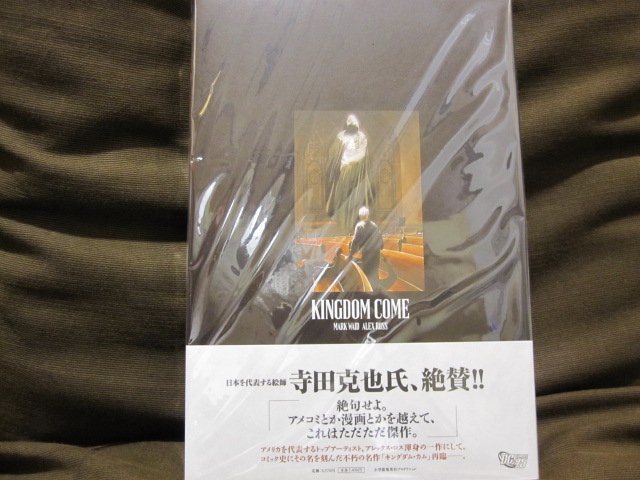 KINGDOM COME
MARK WAID ALEX ROSS
日本を代表する絵師 寺田克也氏、絶賛!!
絶句せよ。
アメコミとか漫画とかを越えて、
これはただただ傑作。
アメリカを代表するトップアーティスト、アレックス・ロス渾身の一作にして、
コミック史にその名を刻んだ不朽の名作「キングダム・カム」再臨──。